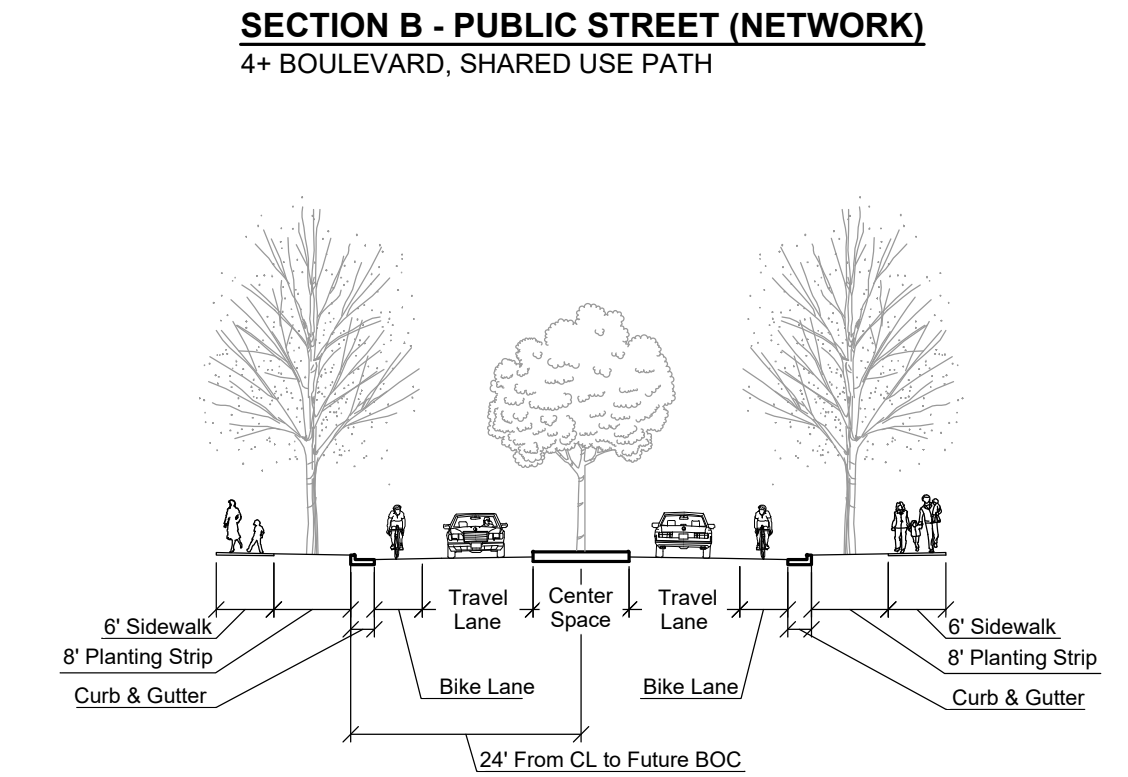 SECTION B - PUBLIC STREET (NETWORK)
4+ BOULEVARD, SHARED USE PATH
Travel
Lane
Center
Space
Travel
Lane
6' Sidewalk
6' Sidewalk
8' Planting Strip
8' Planting Strip
Curb & Gutter
Bike Lane
Bike Lane
Curb & Gutter
24' From CL to Future BOC